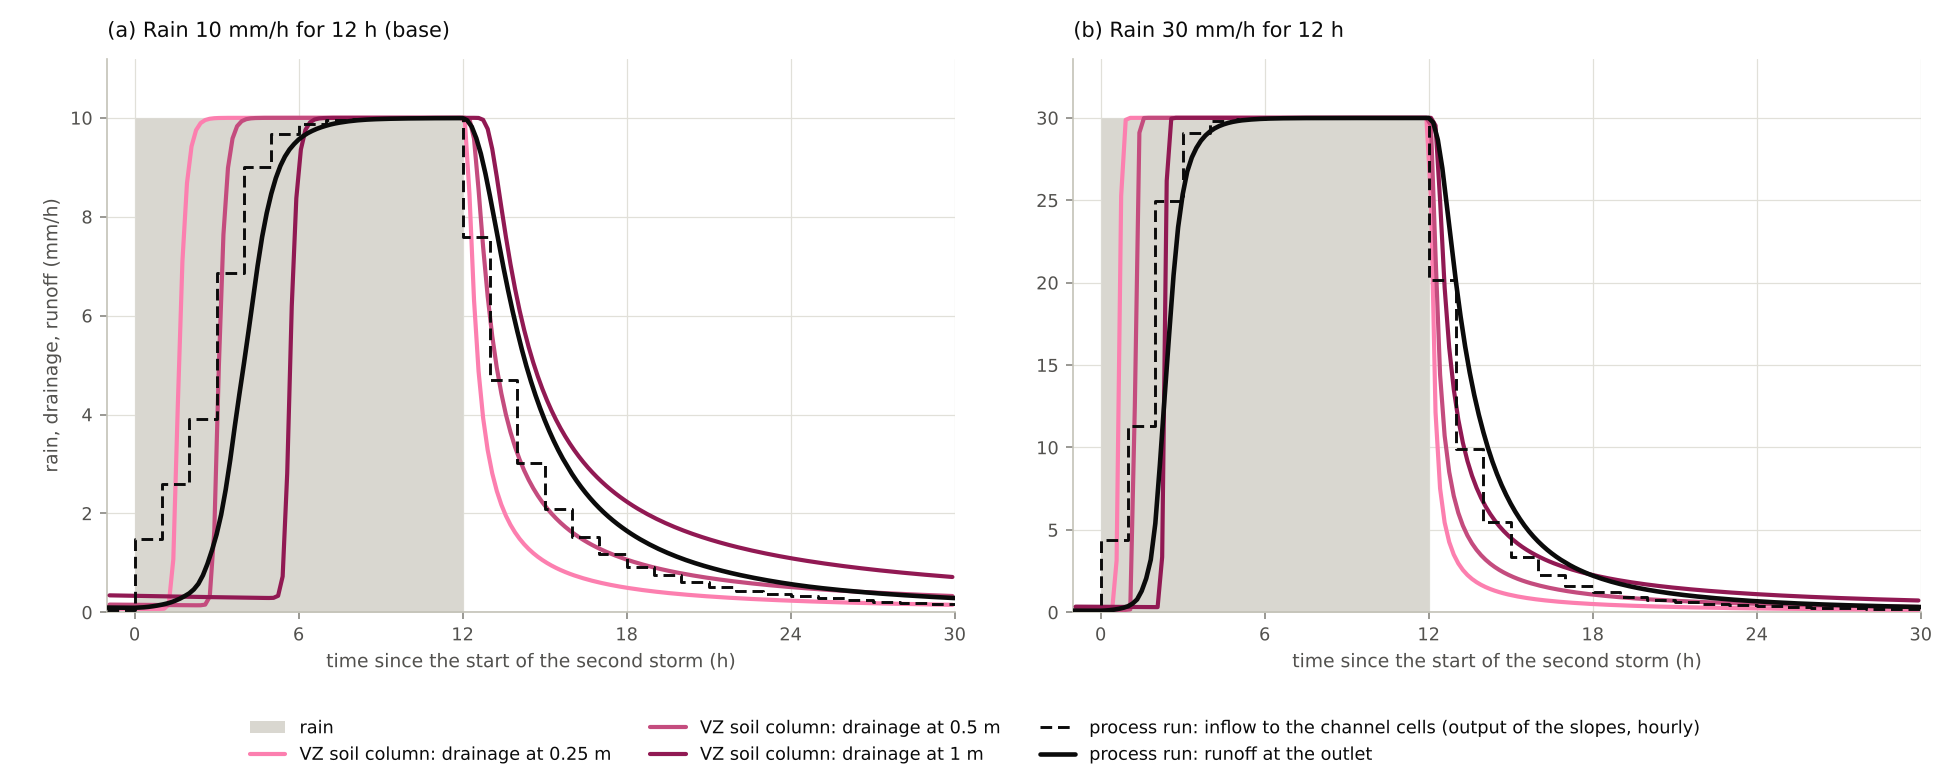 (a) Rain 10 mm/h for 12 h (base)
rain, drainage, runoff (mm/h)
10
8
6
4
2
0
0 6 12 18 24 30
time since the start of the second storm (h)
(b) Rain 30 mm/h for 12 h
30
25
20
15
10
5
0
0 6 12 18 24 30
time since the start of the second storm (h)
rain
VZ soil column: drainage at 0.25 m
VZ soil column: drainage at 0.5 m
VZ soil column: drainage at 1 m
process run: inflow to the channel cells (output of the slopes, hourly)
process run: runoff at the outlet